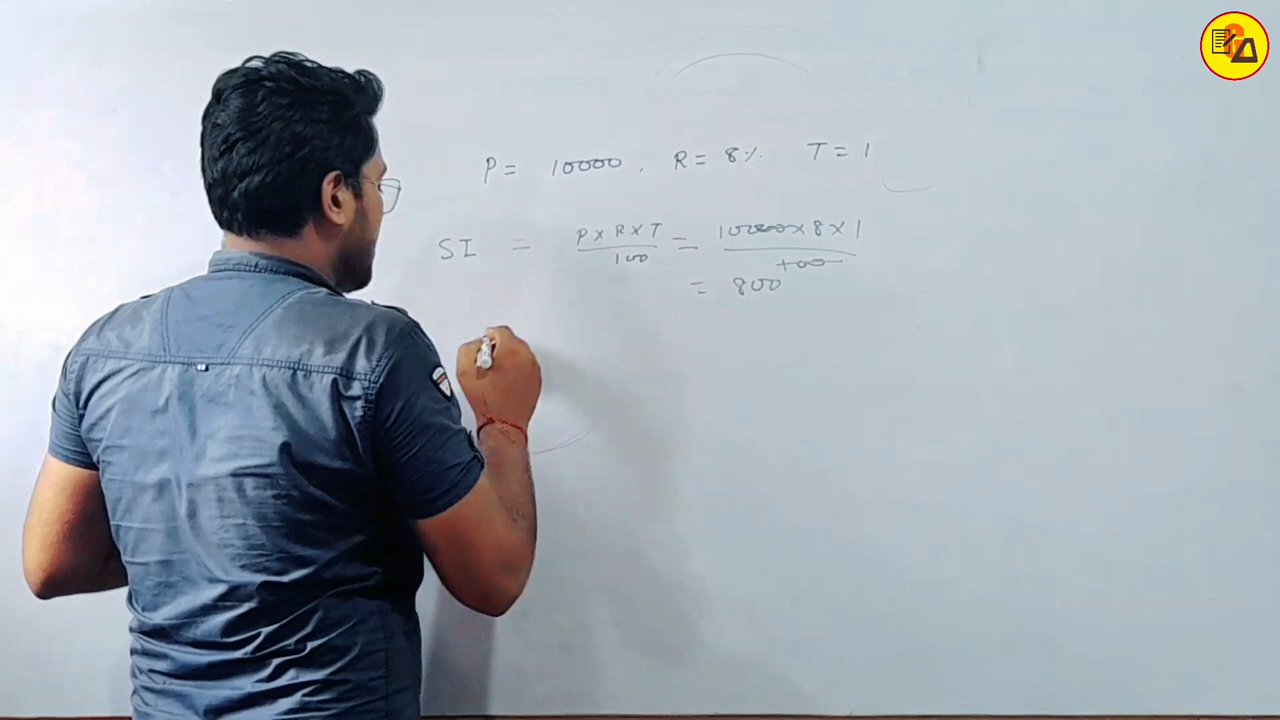 P = 10000, R = 8% T = 1
SI = P × R × T / 100 = 10000 × 8 × 1 / 100
= 800